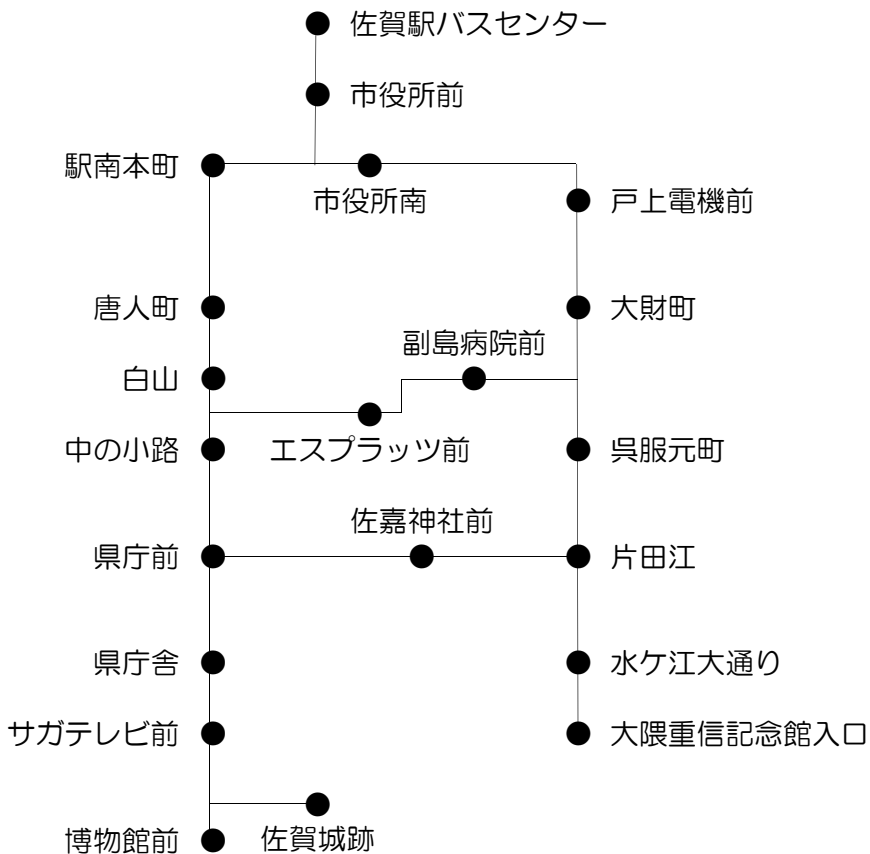 佐賀駅バスセンター
市役所前
駅南本町
市役所南
戸上電機前
唐人町
大財町
副島病院前
白山
中の小路
エスプラッツ前
呉服元町
佐嘉神社前
県庁前
片田江
県庁舎
水ケ江大通り
サガテレビ前
大隈重信記念館入口
博物館前
佐賀城跡